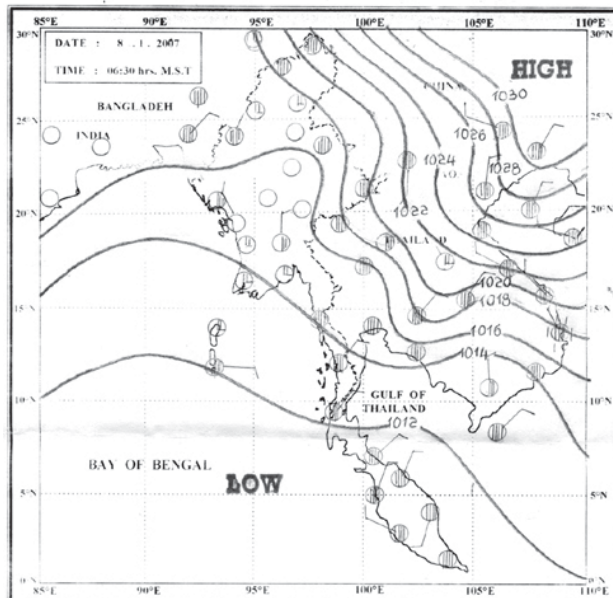 85°E 90°E 95°E 100°E 105°E 110°E
30°N
DATE : 8 .1. 2007
TIME : 06:30 hrs. M.S.T
HIGH
30°N
1030
BANGLADEH
25°N
INDIA
1026
25°N
1024
1028
1022
20°N
20°N
1020
1018
15°N
1016
15°N
1014
GULF OF
THAILAND
10°N
1012
10°N
BAY OF BENGAL
LOW
5°N
5°N
0°N
0°N
85°E 90°E 95°E 100°E 105°E 110°E